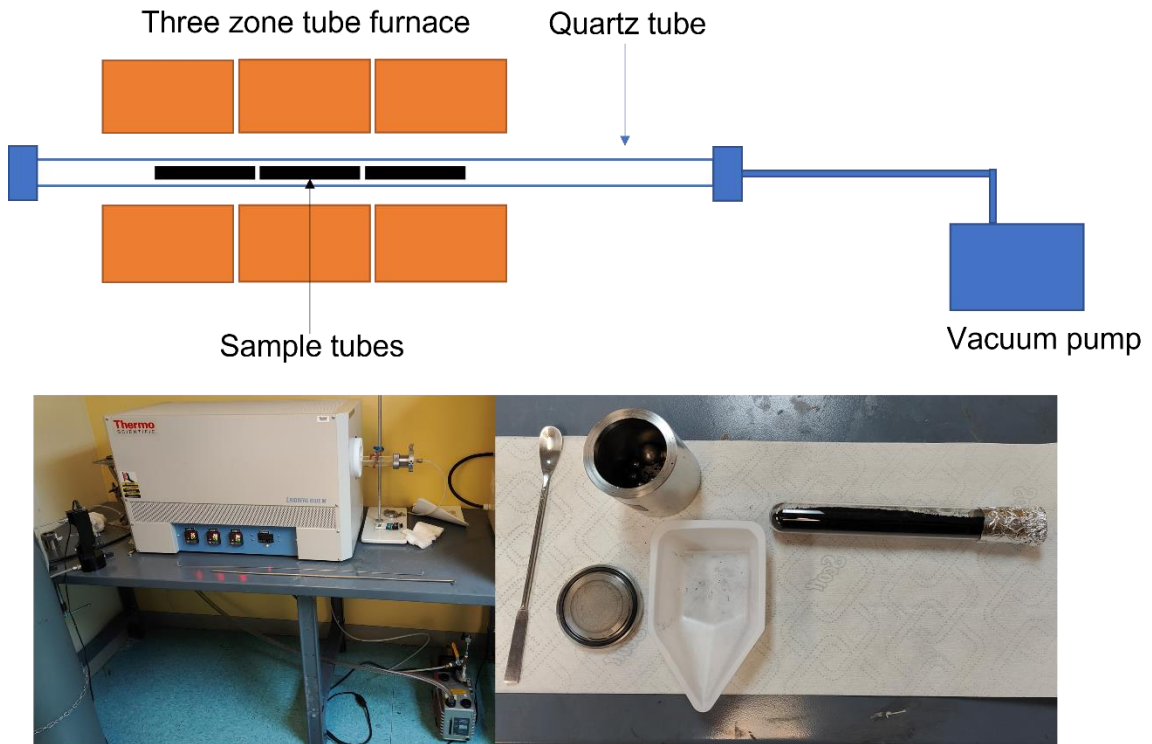 Three zone tube furnace
Quartz tube
Sample tubes
Vacuum pump
Thermo
SCIENTIFIC